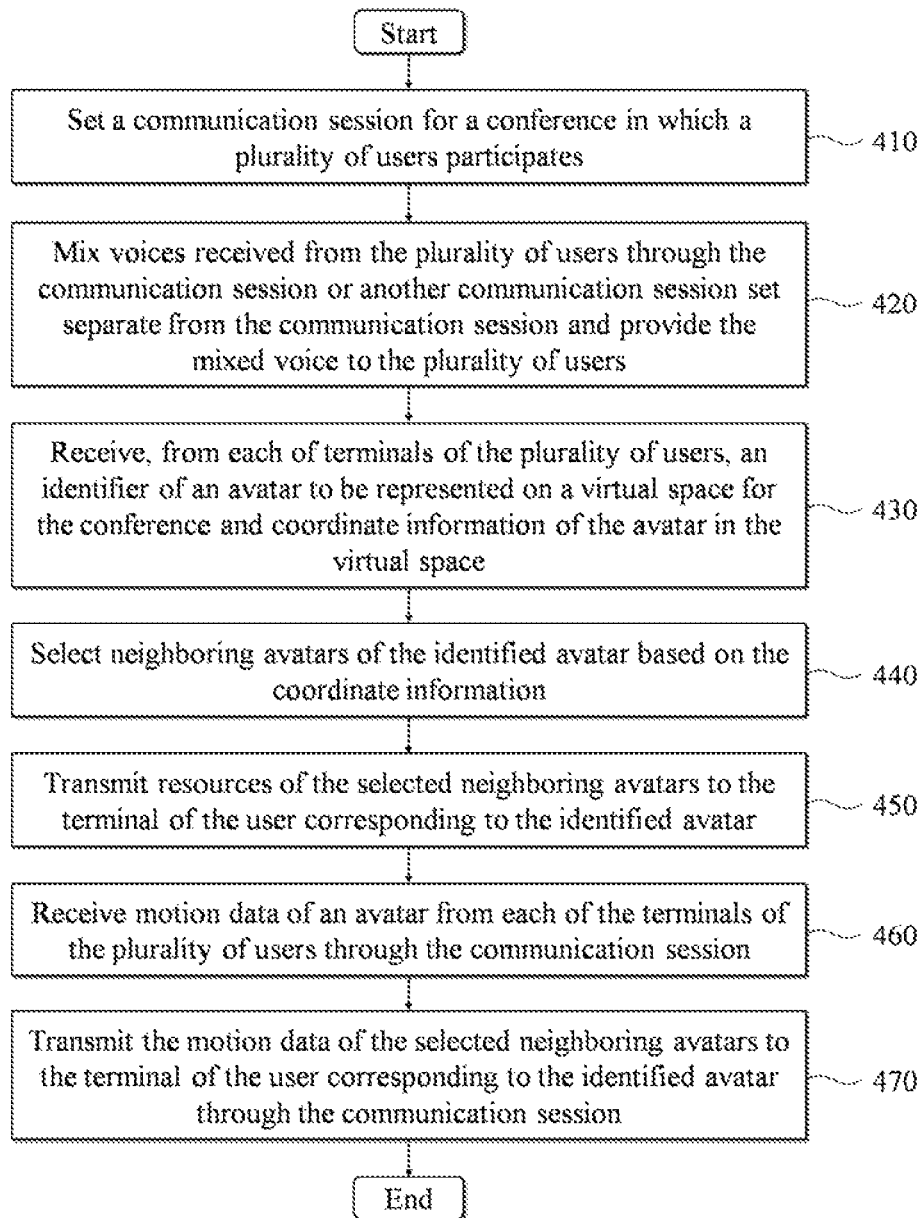 Start
Set a communication session for a conference in which a
plurality of users participates
410
Mix voices received from the plurality of users through the
communication session or another communication session set
separate from the communication session and provide the
mixed voice to the plurality of users
420
Receive, from each of terminals of the plurality of users, an
identifier of an avatar to be represented on a virtual space for
the conference and coordinate information of the avatar in the
virtual space
430
Select neighboring avatars of the identified avatar based on the
coordinate information
440
Transmit resources of the selected neighboring avatars to the
terminal of the user corresponding to the identified avatar
450
Receive motion data of an avatar from each of the terminals of
the plurality of users through the communication session
460
Transmit the motion data of the selected neighboring avatars to
the terminal of the user corresponding to the identified avatar
through the communication session
470
End